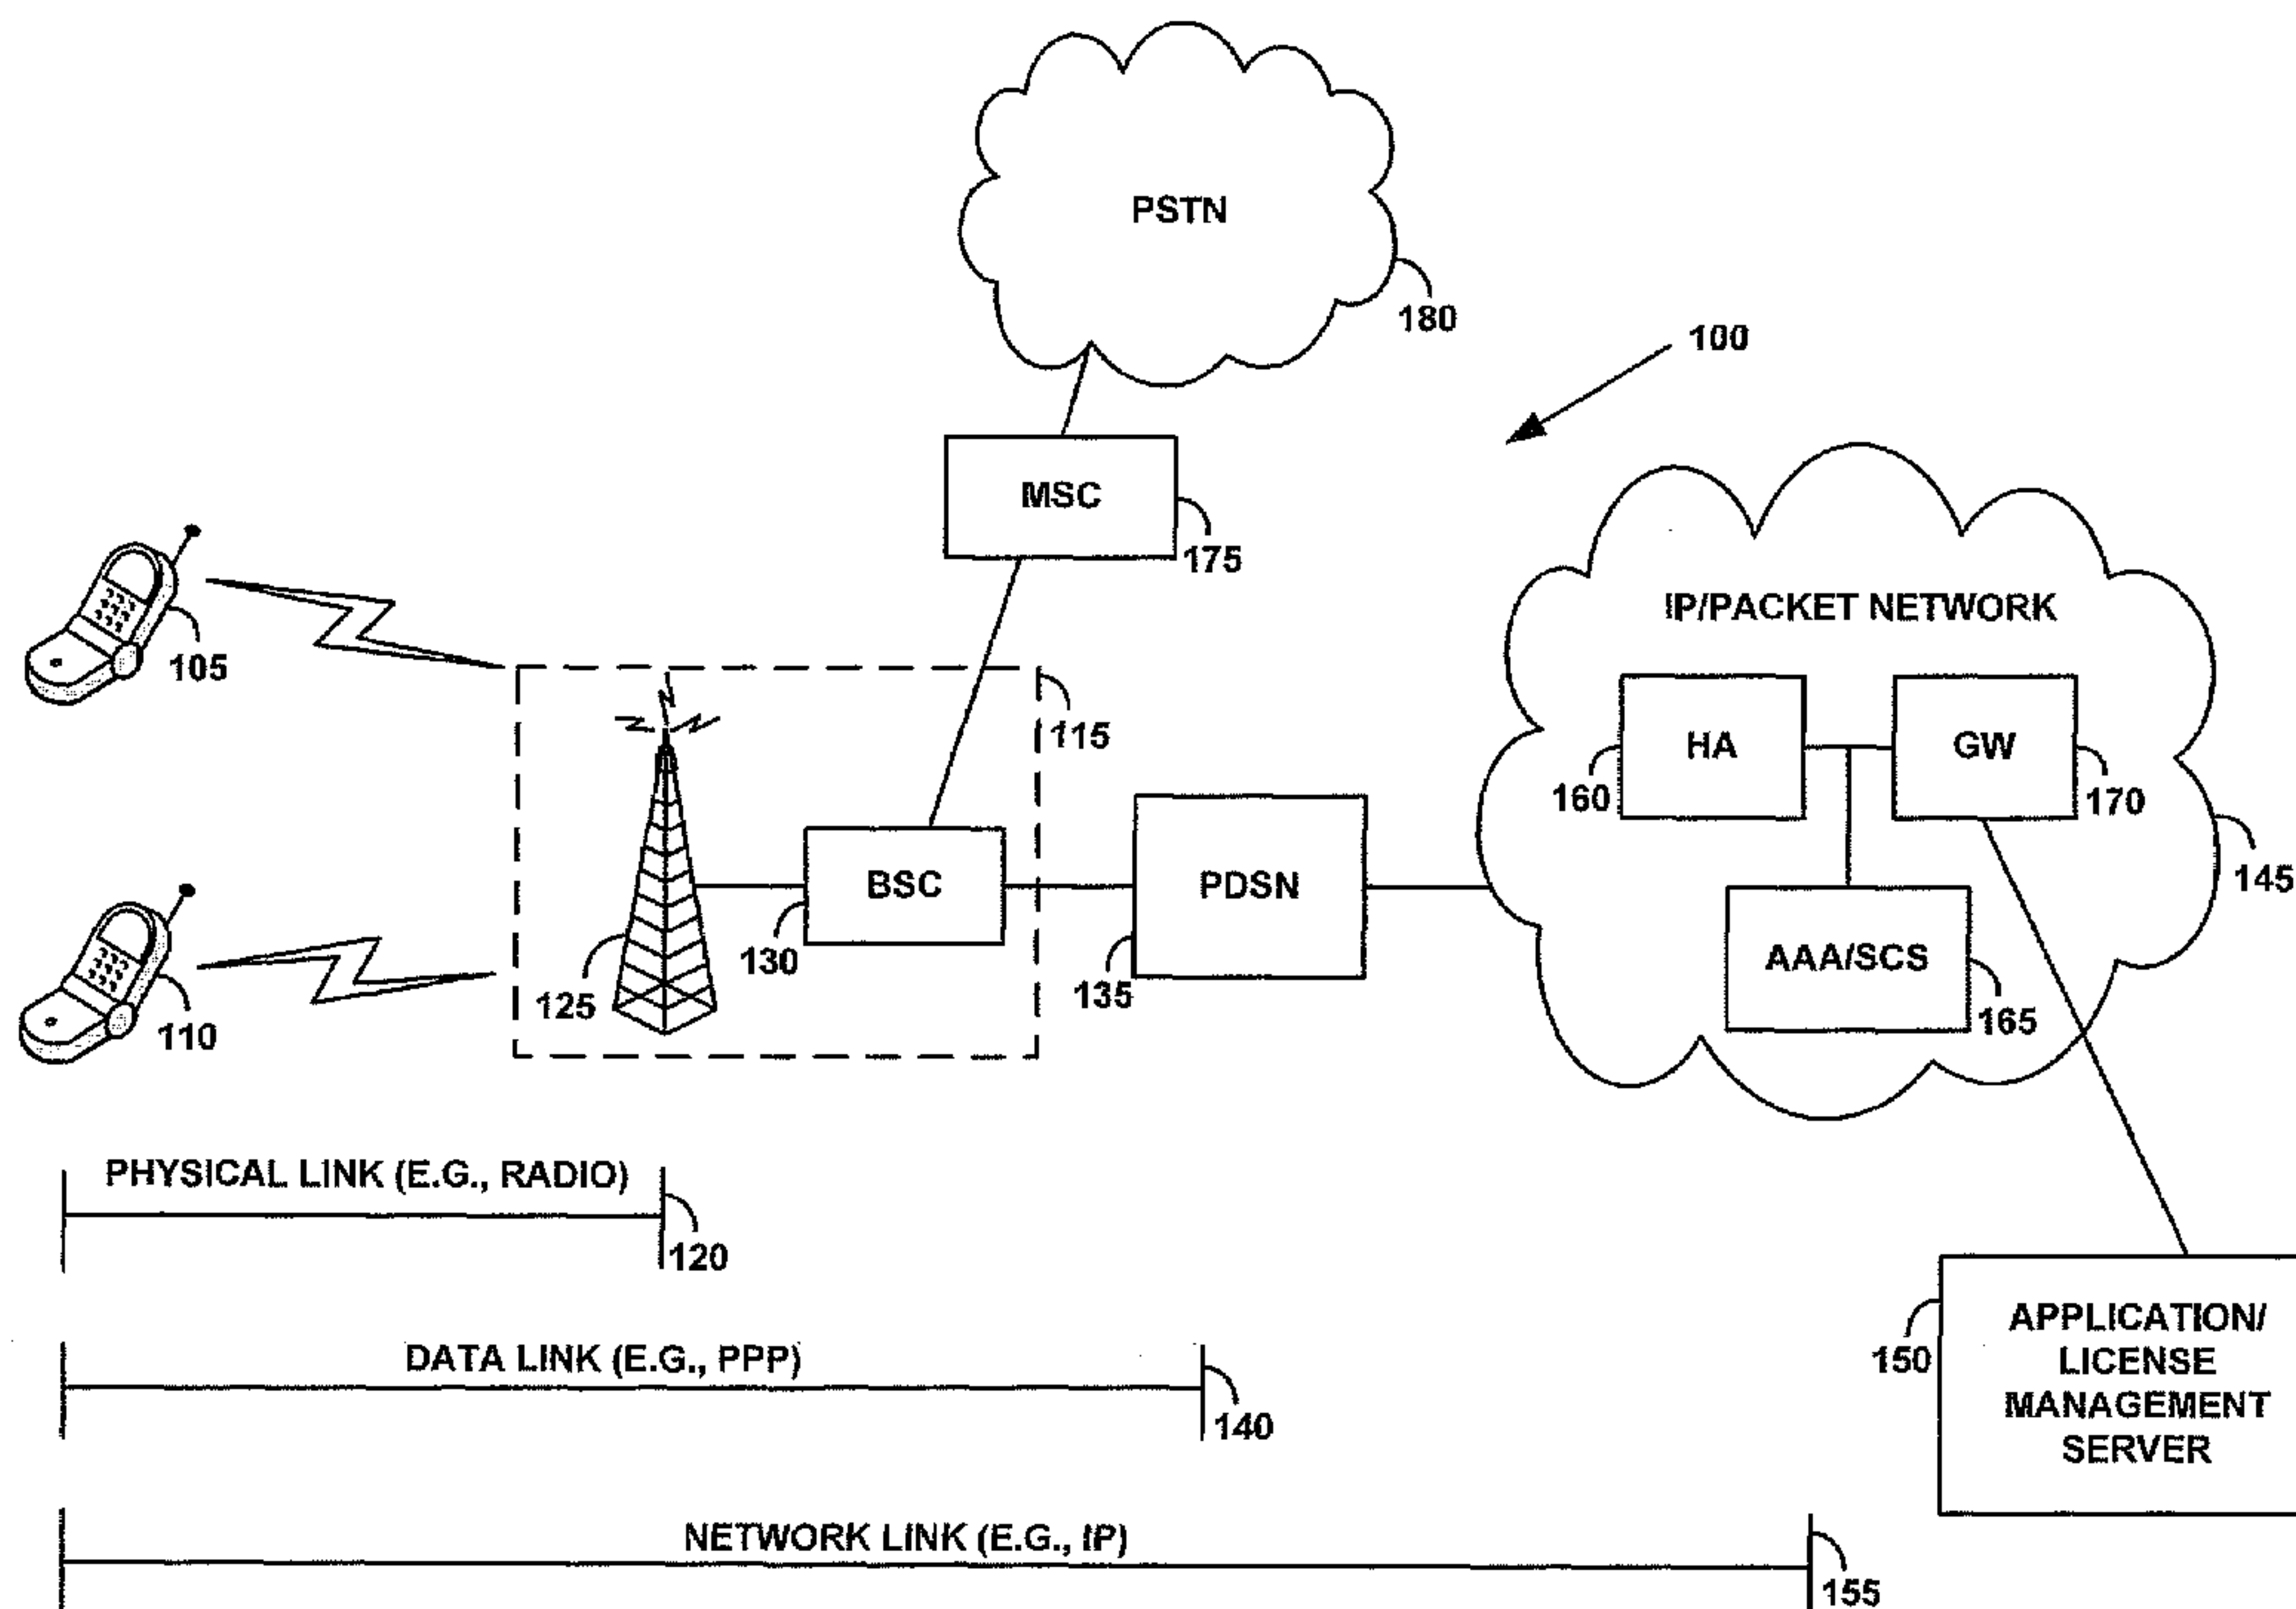 PSTN
180
100
MSC
175
IP/PACKET NETWORK
105
115
HA
GW
160
170
BSC
PDSN
145
130
AAA/SCS
125
135
165
110
PHYSICAL LINK (E.G., RADIO)
120
APPLICATION/
LICENSE
MANAGEMENT
SERVER
150
DATA LINK (E.G., PPP)
140
NETWORK LINK (E.G., IP)
155